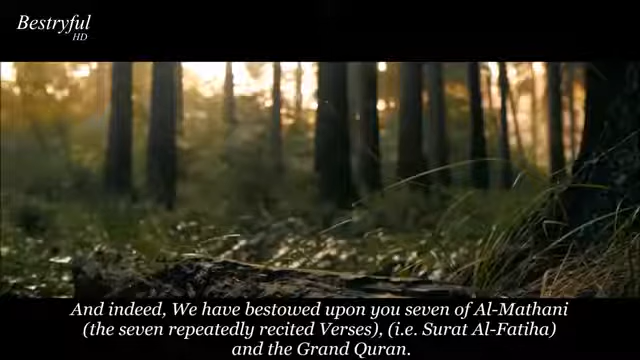 Bestryful
HD
And indeed, We have bestowed upon you seven of Al-Mathani
(the seven repeatedly recited Verses), (i.e. Surat Al-Fatiha)
and the Grand Quran.